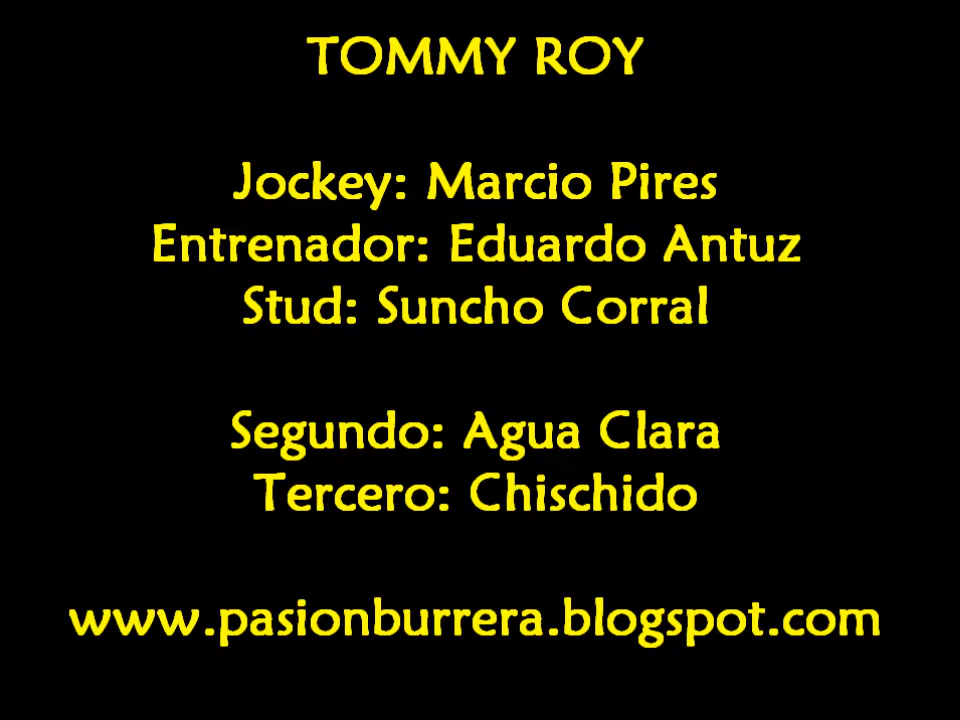 TOMMY ROY
Jockey: Marcio Pires
Entrenador: Eduardo Antuz
Stud: Suncho Corral
Segundo: Agua Clara
Tercero: Chischido
www.pasionburrera.blogspot.com